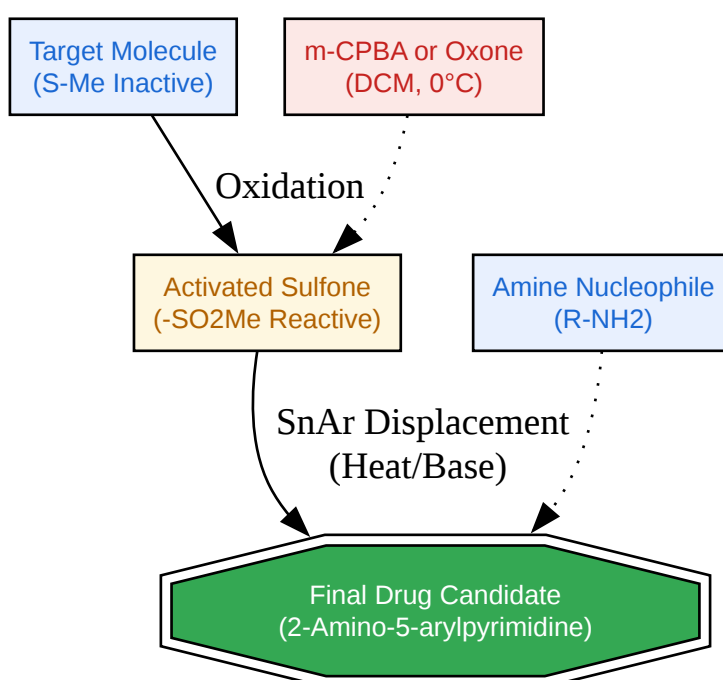 Target Molecule
(S-Me Inactive)
m-CPBA or Oxone
(DCM, 0°C)
Oxidation
Activated Sulfone
(-SO2Me Reactive)
Amine Nucleophile
(R-NH2)
SnAr Displacement
(Heat/Base)
Final Drug Candidate
(2-Amino-5-arylpyrimidine)